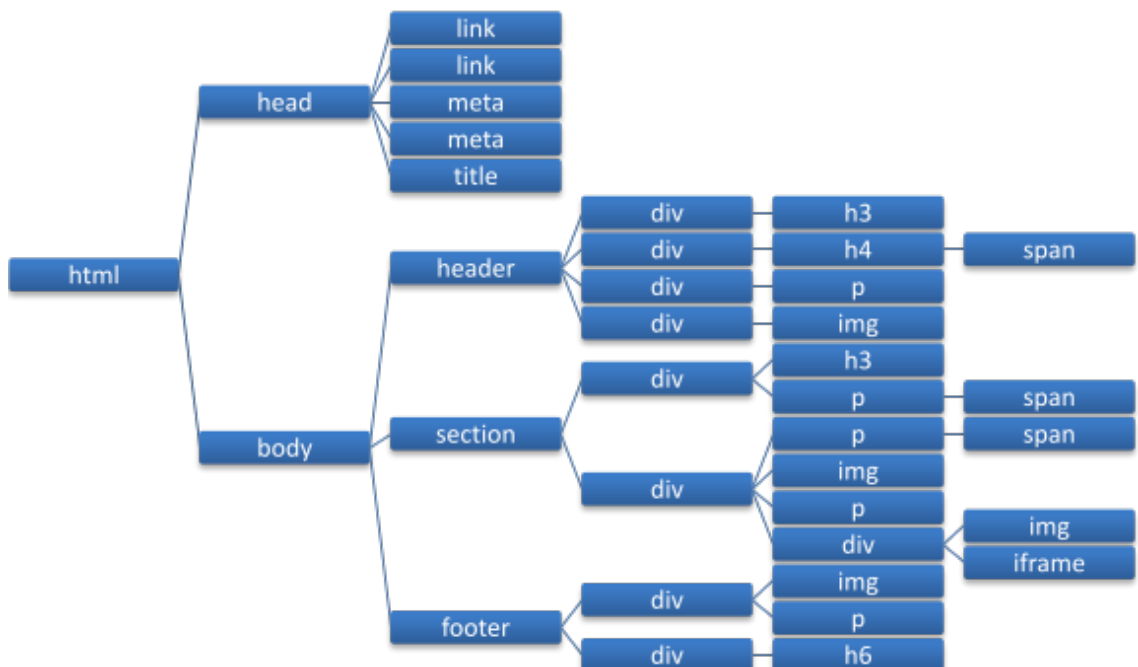 html
head
link
link
meta
meta
title
body
header
div
h3
div
h4
span
div
p
div
img
section
div
h3
p
span
div
p
span
img
p
div
img
iframe
footer
div
img
p
div
h6